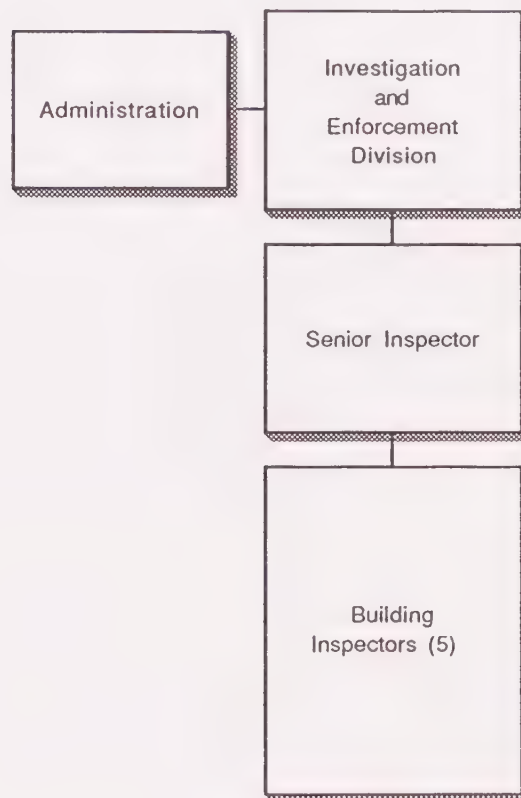 Administration
Investigation
and
Enforcement
Division
Senior Inspector
Building
Inspectors (5)